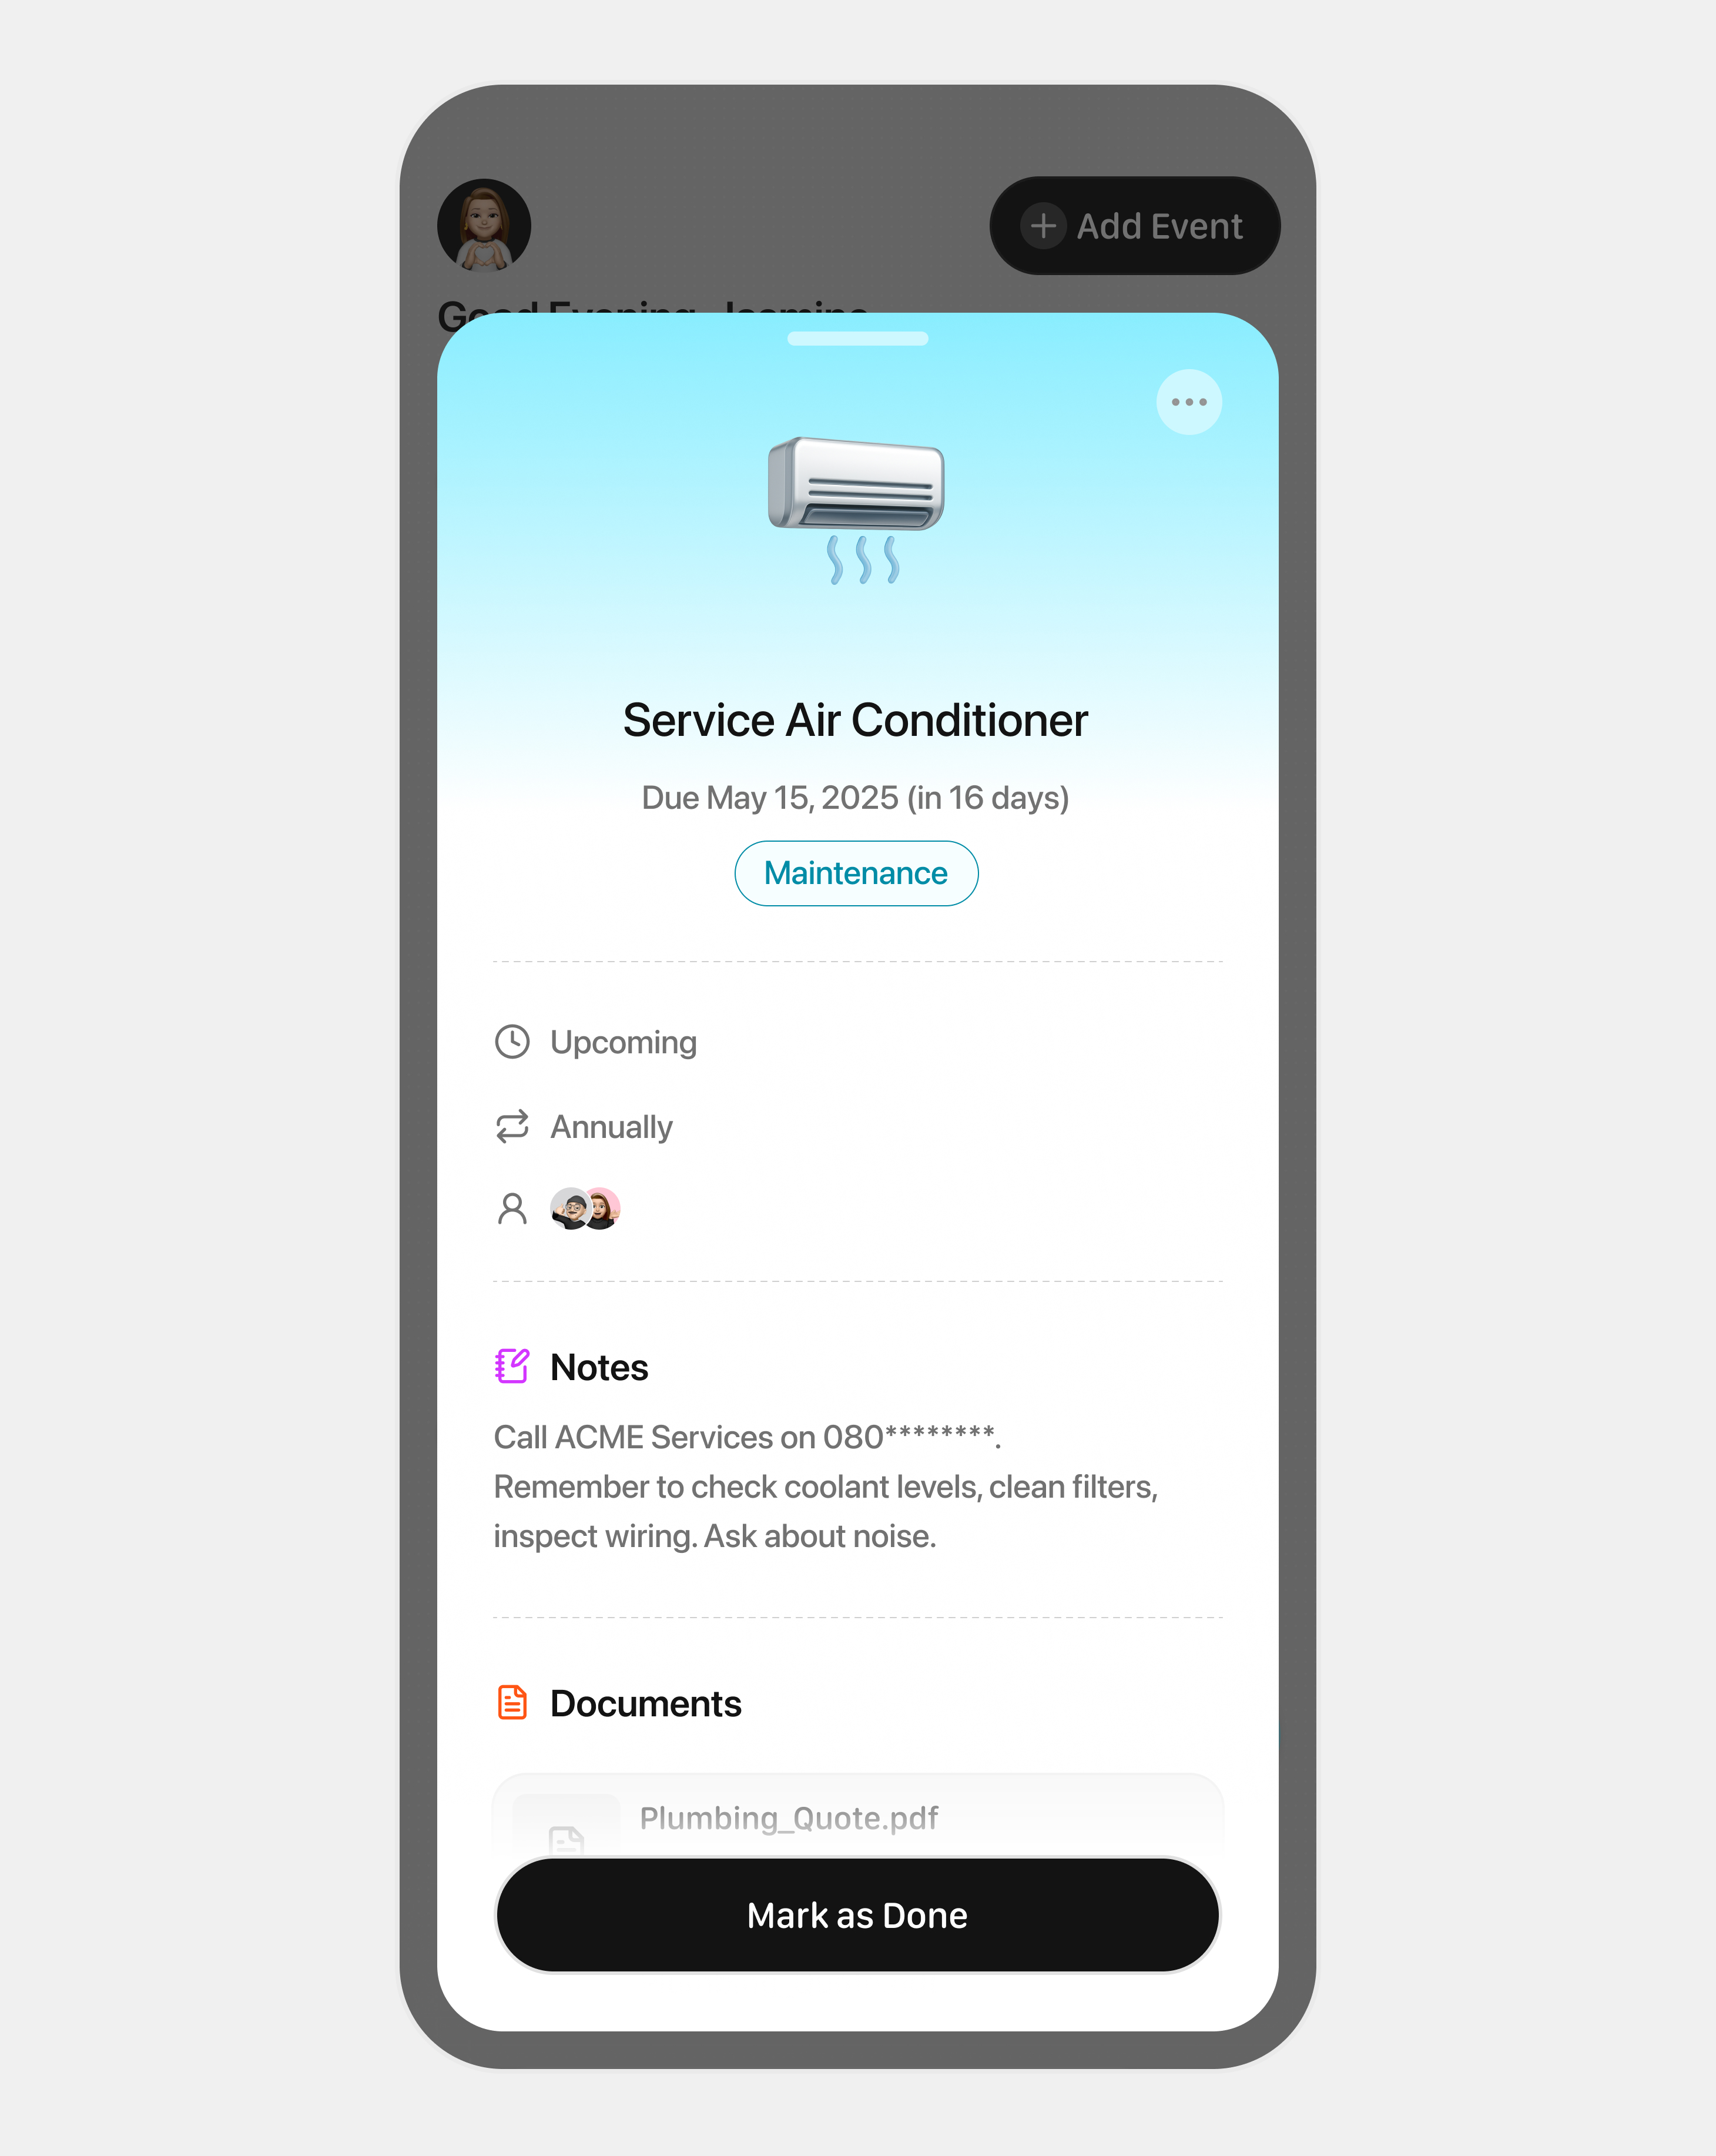 Add Event
Good Evening, Jasmine
Service Air Conditioner
Due May 15, 2025 (in 16 days)
Maintenance
Upcoming
Annually
Notes
Call ACME Services on 080********.
Remember to check coolant levels, clean filters,
inspect wiring. Ask about noise.
Documents
Plumbing_Quote.pdf
Mark as Done